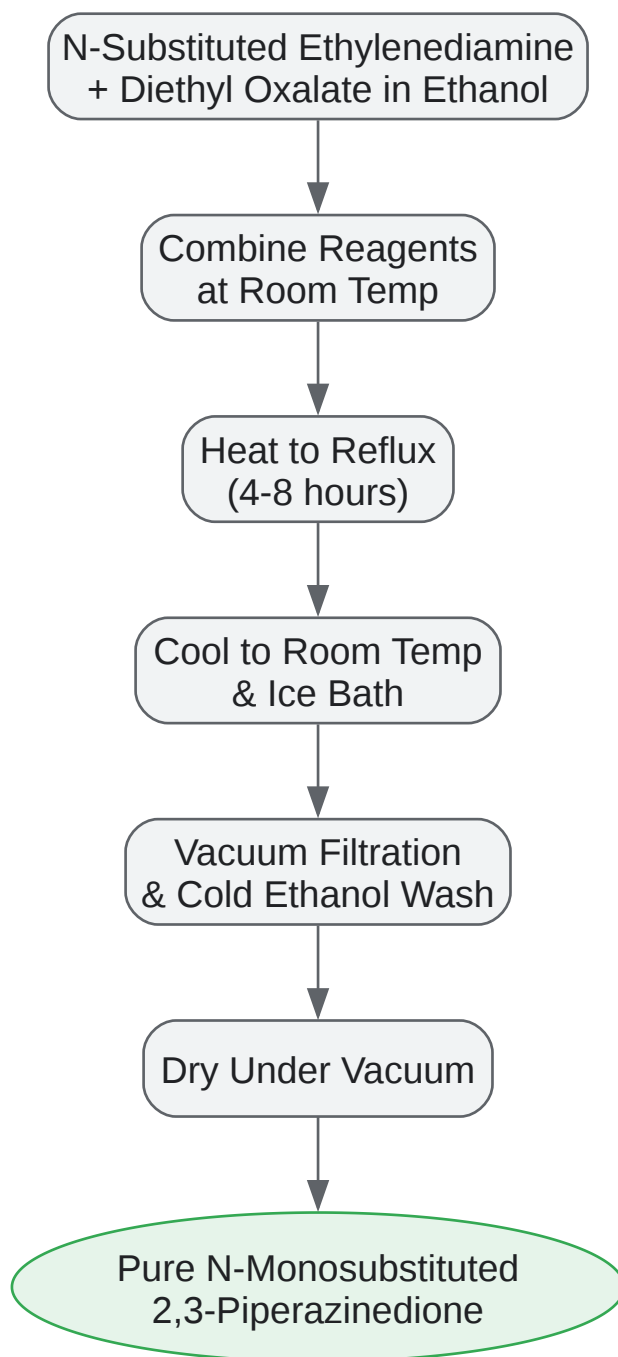 N-Substituted Ethylenediamine
+ Diethyl Oxalate in Ethanol
Combine Reagents
at Room Temp
Heat to Reflux
(4-8 hours)
Cool to Room Temp
& Ice Bath
Vacuum Filtration
& Cold Ethanol Wash
Dry Under Vacuum
Pure N-Monosubstituted
2,3-Piperazinedione